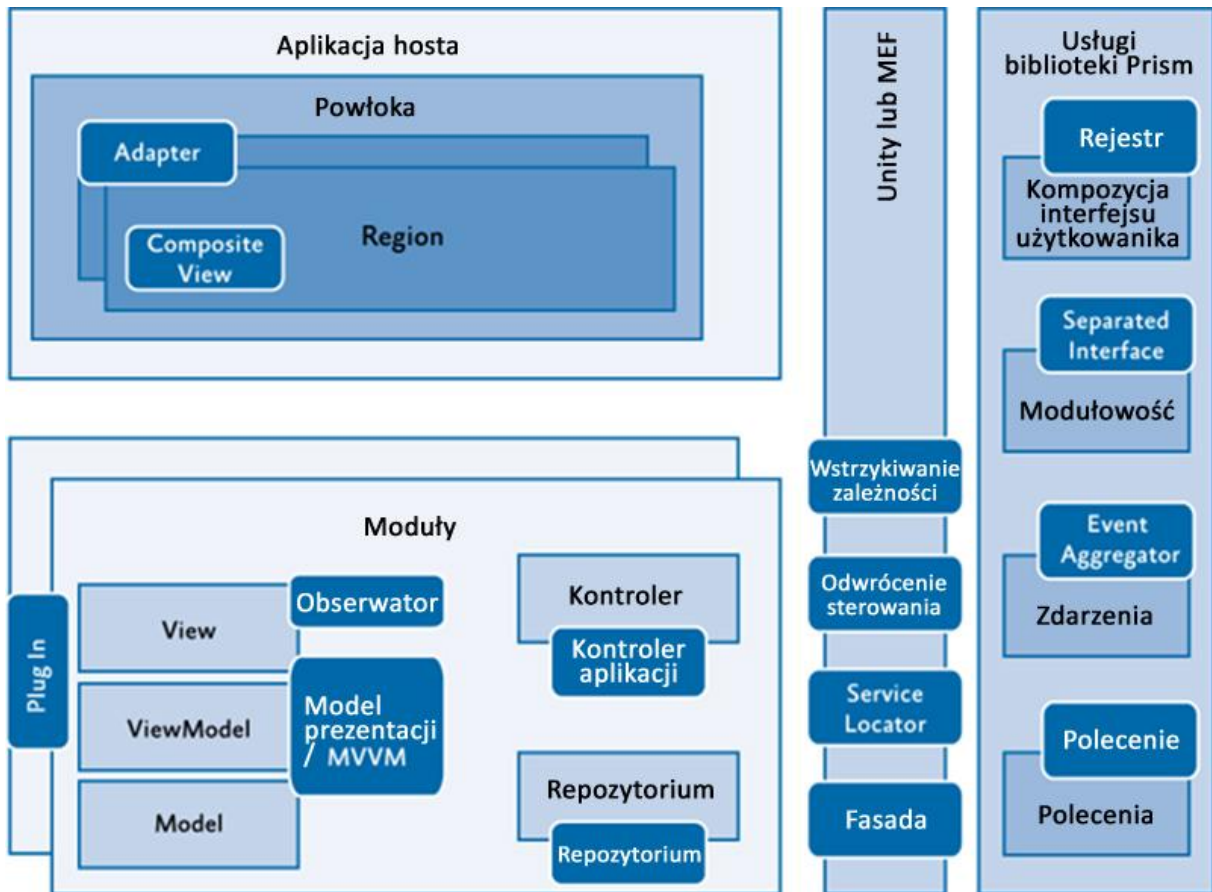 Aplikacja hosta
Powłoka
Adapter
Region
Composite
View
Moduły
Plug In
View
ViewModel
Model
Obserwator
Model
prezentacji
/ MVVM
Kontroler
Kontroler
aplikacji
Repozytorium
Repozytorium
Unity lub MEF
Wstrzykiwanie
zależności
Odwrócenie
sterowania
Service
Locator
Fasada
Usługi
biblioteki Prism
Rejestr
Kompozycja
interfejsu
użytkowanika
Separated
Interface
Modułowość
Event
Aggregator
Zdarzenia
Polecenie
Polecenia